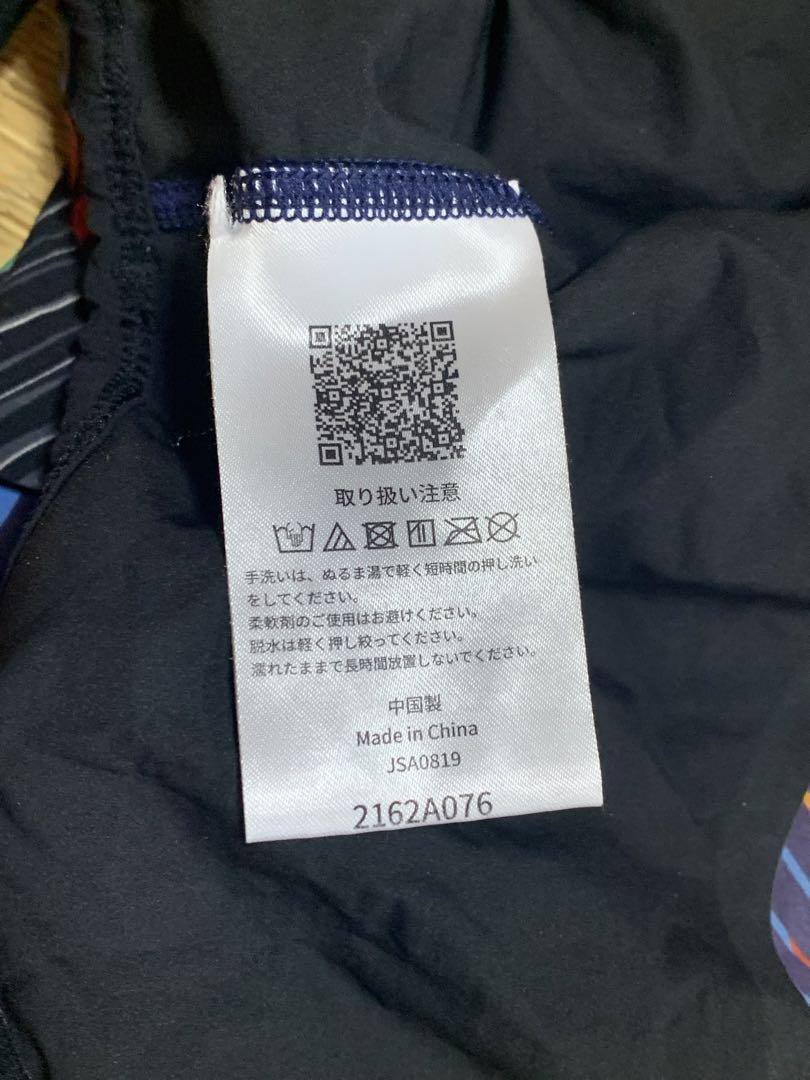 取り扱い注意
手洗いは、ぬるま湯で軽く短時間の押し洗い
をしてください。
柔軟剤のご使用はお避けください。
脱水は軽く押し絞ってください。
濡れたままで長時間放置しないでください。
中国製
Made in China
JSA0819
2162A076